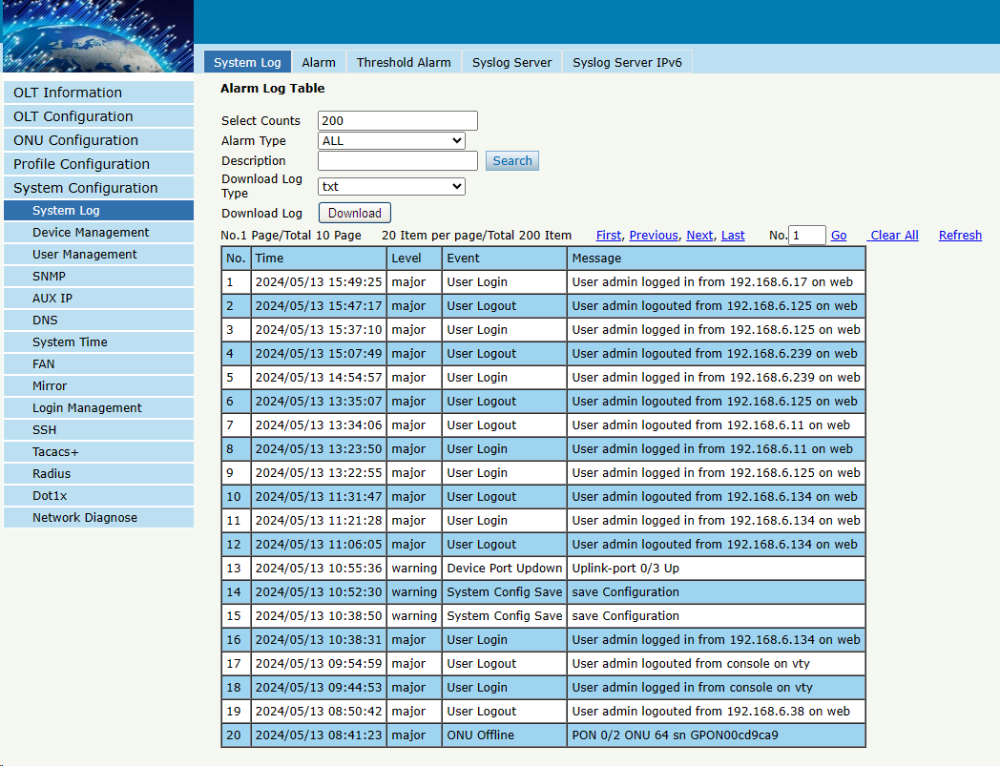 System Log Alarm Threshold Alarm Syslog Server Syslog Server IPv6
OLT Information
OLT Configuration
ONU Configuration
Profile Configuration
System Configuration
System Log
Device Management
User Management
SNMP
AUX IP
DNS
System Time
FAN
Mirror
Login Management
SSH
Tacacs+
Radius
Dot1x
Network Diagnose
Alarm Log Table
Select Counts 200
Alarm Type ALL
Description Search
Download Log
Type txt
Download Log Download
No.1 Page/Total 10 Page 20 Item per page/Total 200 Item First, Previous, Next, Last No. 1 Go Clear All Refresh
No. Time Level Event Message
1 2024/05/13 15:49:25 major User Login User admin logged in from 192.168.6.17 on web
2 2024/05/13 15:47:17 major User Logout User admin logouted from 192.168.6.125 on web
3 2024/05/13 15:37:10 major User Login User admin logged in from 192.168.6.125 on web
4 2024/05/13 15:07:49 major User Logout User admin logouted from 192.168.6.239 on web
5 2024/05/13 14:54:57 major User Login User admin logged in from 192.168.6.239 on web
6 2024/05/13 13:35:07 major User Logout User admin logouted from 192.168.6.125 on web
7 2024/05/13 13:34:06 major User Logout User admin logouted from 192.168.6.11 on web
8 2024/05/13 13:23:50 major User Login User admin logged in from 192.168.6.11 on web
9 2024/05/13 13:22:55 major User Login User admin logged in from 192.168.6.125 on web
10 2024/05/13 11:31:47 major User Logout User admin logouted from 192.168.6.134 on web
11 2024/05/13 11:21:28 major User Login User admin logged in from 192.168.6.134 on web
12 2024/05/13 11:06:05 major User Logout User admin logouted from 192.168.6.134 on web
13 2024/05/13 10:55:36 warning Device Port Updown Uplink-port 0/3 Up
14 2024/05/13 10:52:30 warning System Config Save save Configuration
15 2024/05/13 10:38:50 warning System Config Save save Configuration
16 2024/05/13 10:38:31 major User Login User admin logged in from 192.168.6.134 on web
17 2024/05/13 09:54:59 major User Logout User admin logouted from console on vty
18 2024/05/13 09:44:53 major User Login User admin logged in from console on vty
19 2024/05/13 08:50:42 major User Logout User admin logouted from 192.168.6.38 on web
20 2024/05/13 08:41:23 major ONU Offline PON 0/2 ONU 64 sn GPON00cd9ca9